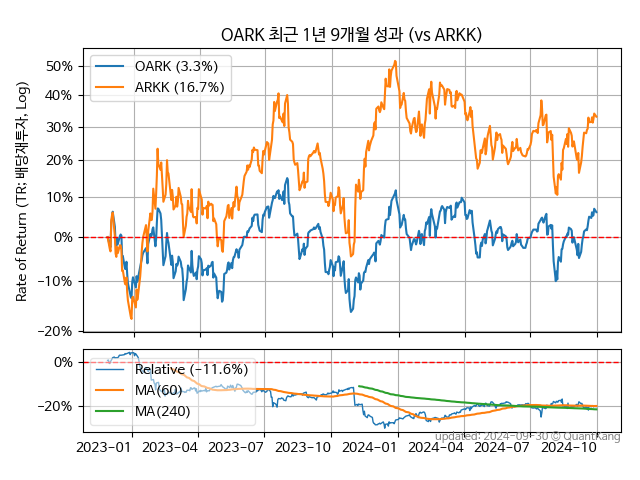 OARK 최근 1년 9개월 성과 (vs ARKK)
Rate of Return (TR: 배당재투자, Log)
50%
40%
30%
20%
10%
0%
−10%
−20%
OARK (3.3%)
ARKK (16.7%)
0%
−20%
Relative (−11.6%)
MA(60)
MA(240)
2023−01
2023−04
2023−07
2023−10
2024−01
2024−04
2024−07
2024−10
updated: 2024−09−30 © QuantKang